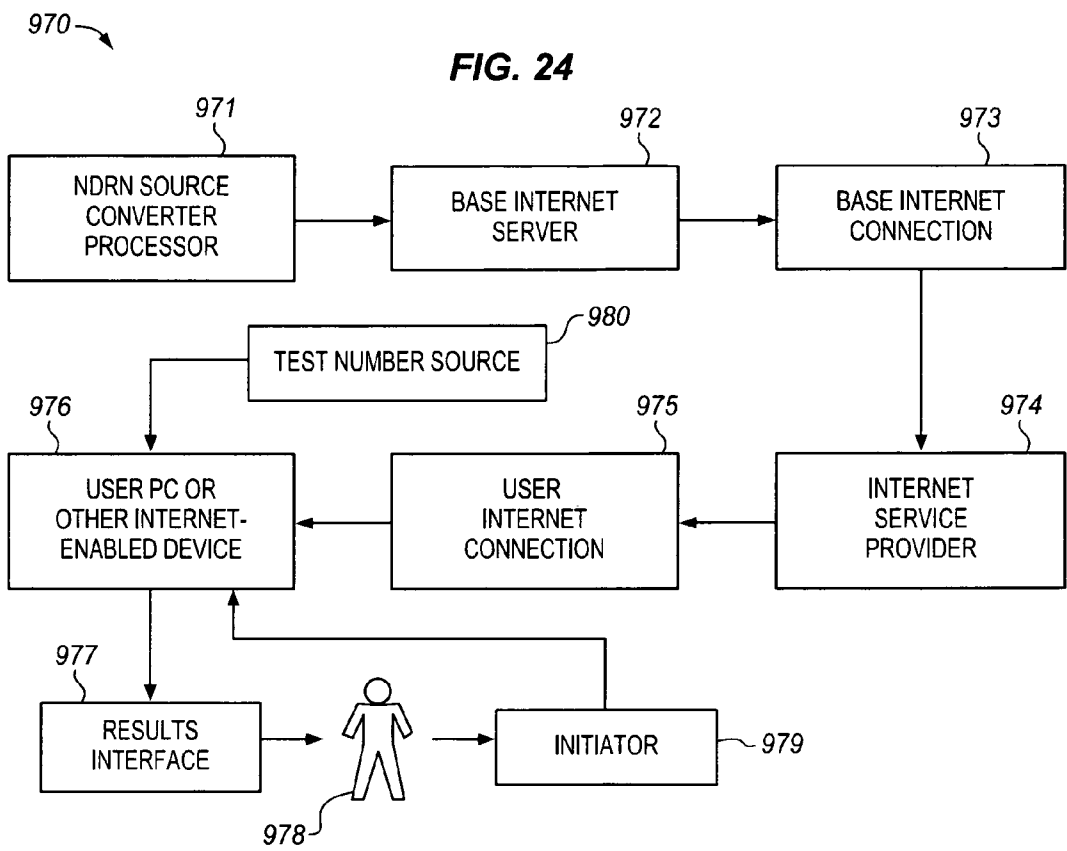 970
FIG. 24
971
972
973
NDRN SOURCE
CONVERTER
PROCESSOR
BASE INTERNET
SERVER
BASE INTERNET
CONNECTION
980
TEST NUMBER SOURCE
976
975
974
USER PC OR
OTHER INTERNET-
ENABLED DEVICE
USER
INTERNET
CONNECTION
INTERNET
SERVICE
PROVIDER
977
RESULTS
INTERFACE
978
INITIATOR
979